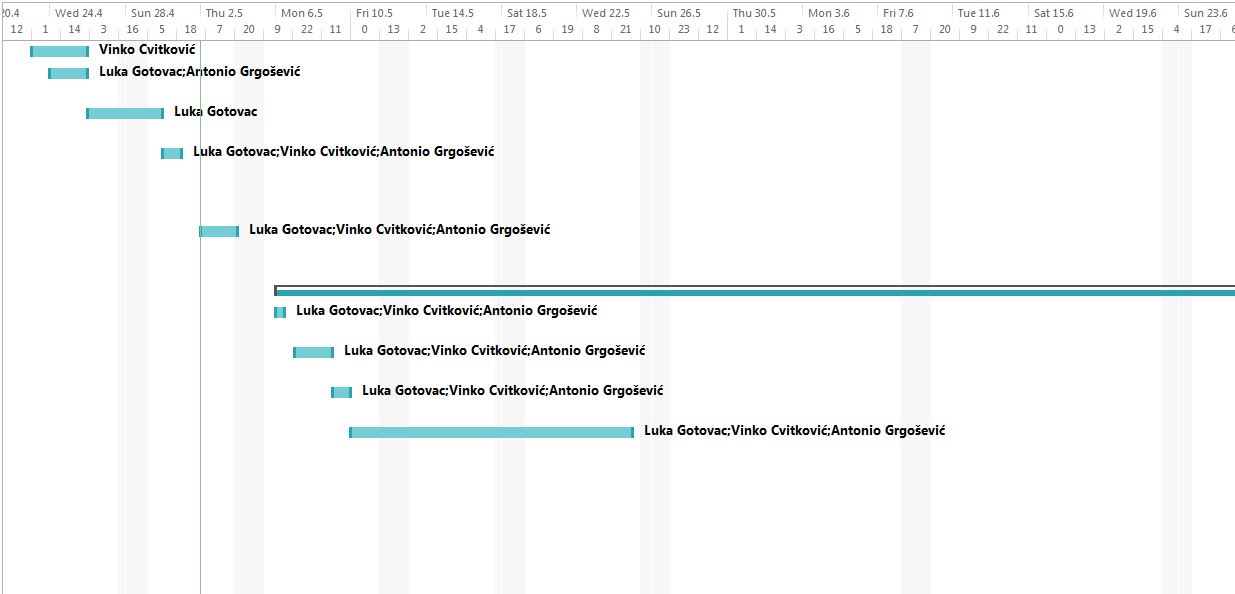 20.4 Wed 24.4 Sun 28.4 Thu 2.5 Mon 6.5 Fri 10.5 Tue 14.5 Sat 18.5 Wed 22.5 Sun 26.5 Thu 30.5 Mon 3.6 Fri 7.6 Tue 11.6 Sat 15.6 Wed 19.6 Sun 23.6
12 1 14 3 16 5 18 7 20 9 22 11 0 13 2 15 4 17 6 19 8 21 10 23 12 1 14 3 16 5 18 7 20 9 22 11 0 13 2 15 4 17 6
Vinko Cvitković
Luka Gotovac;Antonio Grgošević
Luka Gotovac
Luka Gotovac;Vinko Cvitković;Antonio Grgošević
Luka Gotovac;Vinko Cvitković;Antonio Grgošević
Luka Gotovac;Vinko Cvitković;Antonio Grgošević
Luka Gotovac;Vinko Cvitković;Antonio Grgošević
Luka Gotovac;Vinko Cvitković;Antonio Grgošević
Luka Gotovac;Vinko Cvitković;Antonio Grgošević